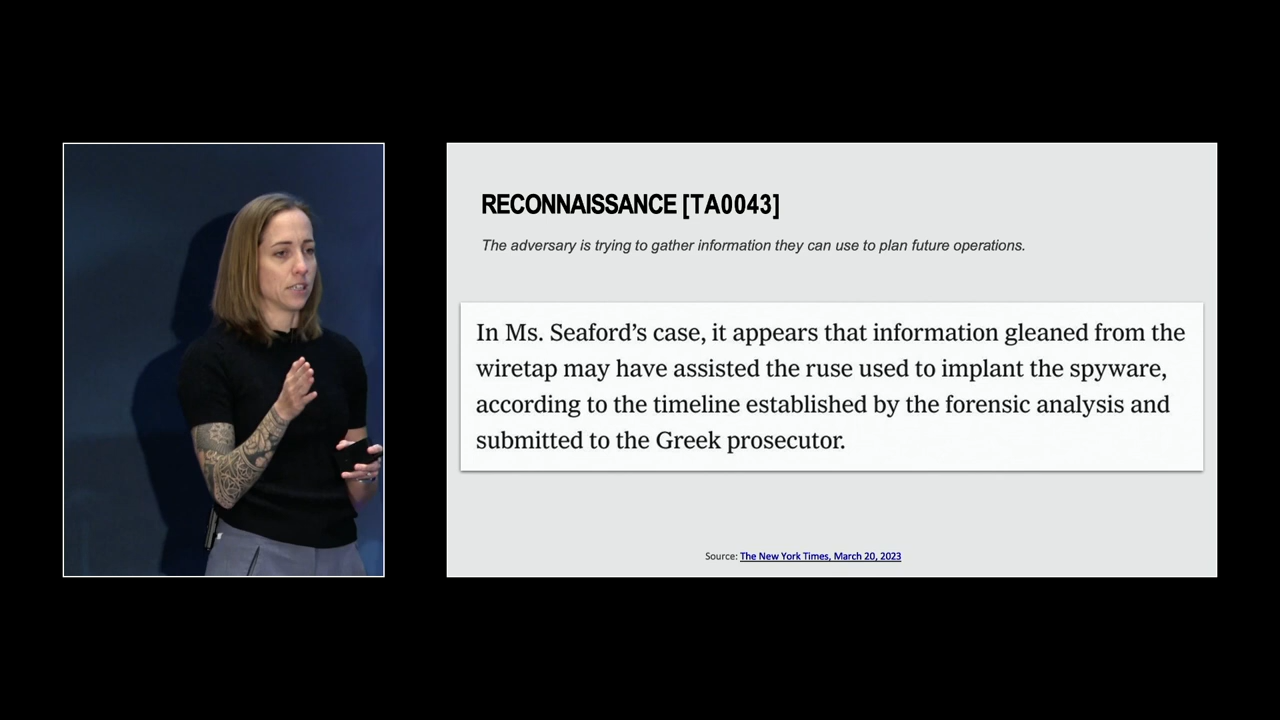 RECONNAISSANCE [TA0043]
The adversary is trying to gather information they can use to plan future operations.
In Ms. Seaford’s case, it appears that information gleaned from the
wiretap may have assisted the ruse used to implant the spyware,
according to the timeline established by the forensic analysis and
submitted to the Greek prosecutor.
Source: The New York Times, March 20, 2023